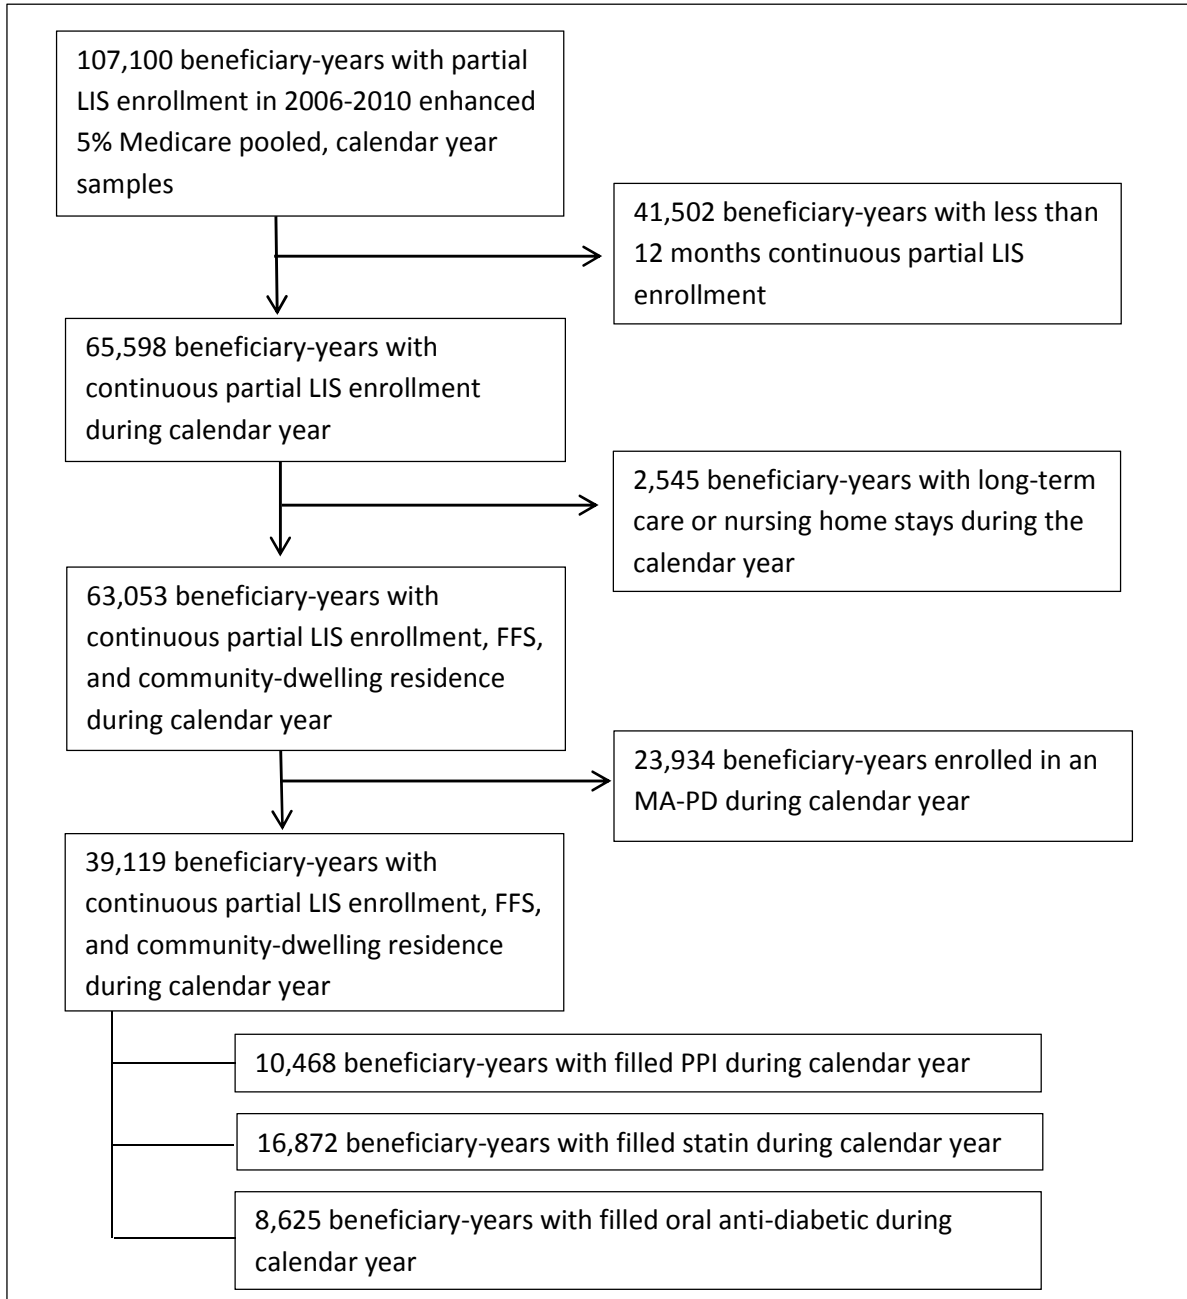 107,100 beneficiary-years with partial
LIS enrollment in 2006-2010 enhanced
5% Medicare pooled, calendar year
samples
41,502 beneficiary-years with less than
12 months continuous partial LIS
enrollment
65,598 beneficiary-years with
continuous partial LIS enrollment
during calendar year
2,545 beneficiary-years with long-term
care or nursing home stays during the
calendar year
63,053 beneficiary-years with
continuous partial LIS enrollment, FFS,
and community-dwelling residence
during calendar year
23,934 beneficiary-years enrolled in an
MA-PD during calendar year
39,119 beneficiary-years with
continuous partial LIS enrollment, FFS,
and community-dwelling residence
during calendar year
10,468 beneficiary-years with filled PPI during calendar year
16,872 beneficiary-years with filled statin during calendar year
8,625 beneficiary-years with filled oral anti-diabetic during
calendar year